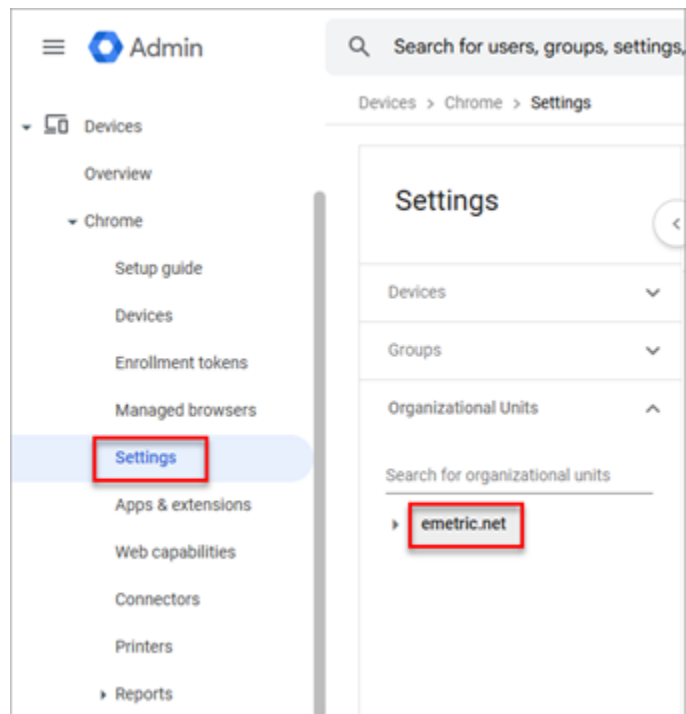 Admin
Search for users, groups, settings,
Devices
Overview
Chrome
Setup guide
Devices
Enrollment tokens
Managed browsers
Settings
Apps & extensions
Web capabilities
Connectors
Printers
Reports
Devices > Chrome > Settings
Settings
Devices
Groups
Organizational Units
Search for organizational units
emetric.net